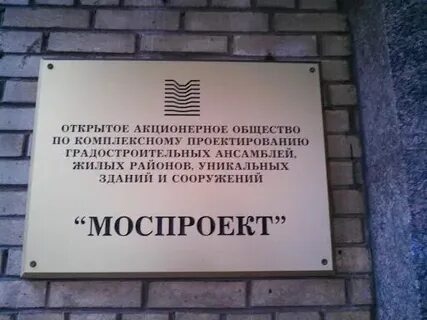 ОТКРЫТОЕ АКЦИОНЕРНОЕ ОБЩЕСТВО
ПО КОМПЛЕКСНОМУ ПРОЕКТИРОВАНИЮ
ГРАДОСТРОИТЕЛЬНЫХ АНСАМБЛЕЙ,
ЖИЛЫХ РАЙОНОВ, УНИКАЛЬНЫХ
ЗДАНИЙ И СООРУЖЕНИЙ
“МОСПРОЕКТ”